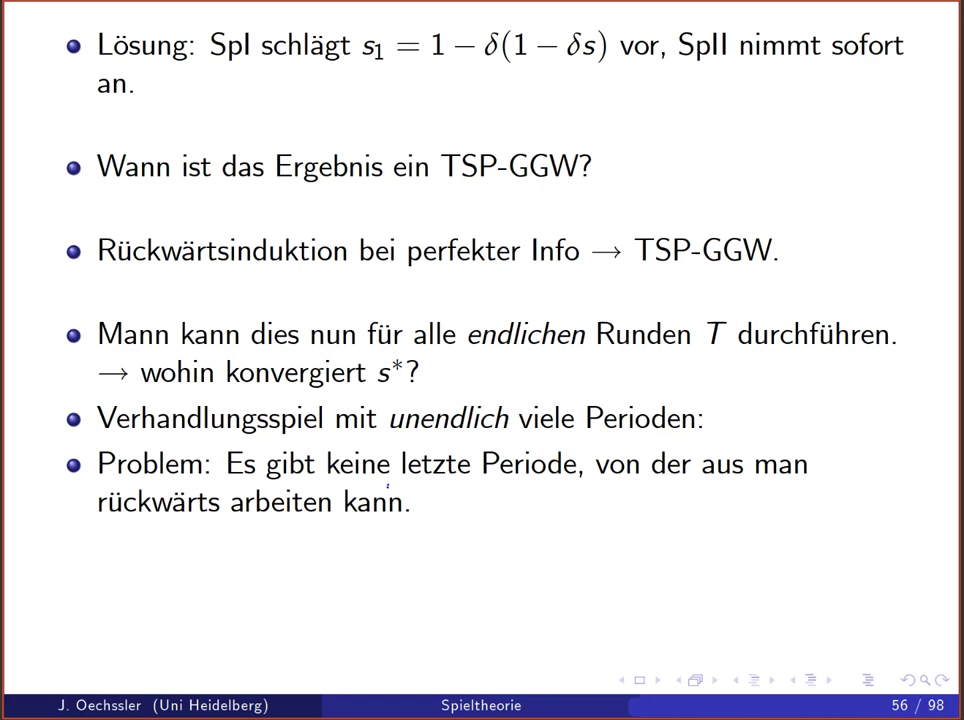 Lösung: SpI schlägt s₁ = 1 − δ(1 − δs) vor, SpII nimmt sofort
an.
Wann ist das Ergebnis ein TSP-GGW?
Rückwärtsinduktion bei perfekter Info → TSP-GGW.
Mann kann dies nun für alle endlichen Runden T durchführen.
→ wohin konvergiert s*?
Verhandlungsspiel mit unendlich viele Perioden:
Problem: Es gibt keine letzte Periode, von der aus man
rückwärts arbeiten kann.
J. Oechssler (Uni Heidelberg) Spieltheorie 56 / 98